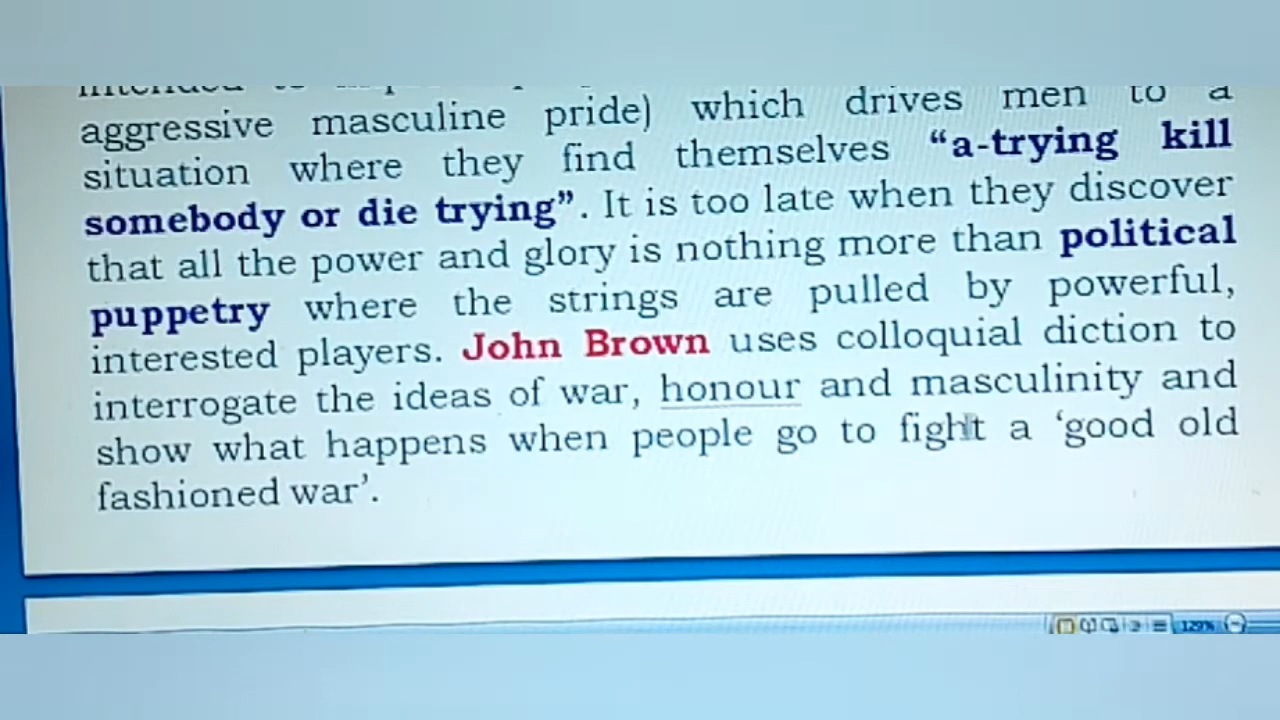 aggressive masculine pride) which drives men to a
situation where they find themselves “a-trying kill
somebody or die trying”. It is too late when they discover
that all the power and glory is nothing more than political
puppetry where the strings are pulled by powerful,
interested players. John Brown uses colloquial diction to
interrogate the ideas of war, honour and masculinity and
show what happens when people go to fight a ‘good old
fashioned war’.
129%